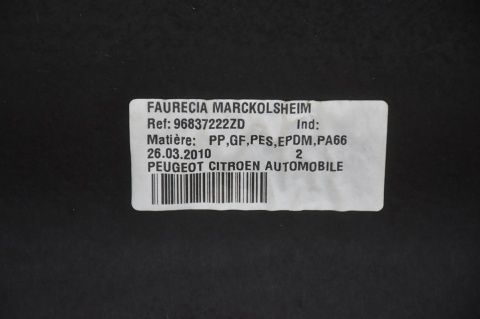 FAURECIA MARCKOLSHEIM
Ref: 96837222ZD Ind:
Matière: PP,GF,PES,EPDM,PA66
26.03.2010 2
PEUGEOT CITROEN AUTOMOBILE